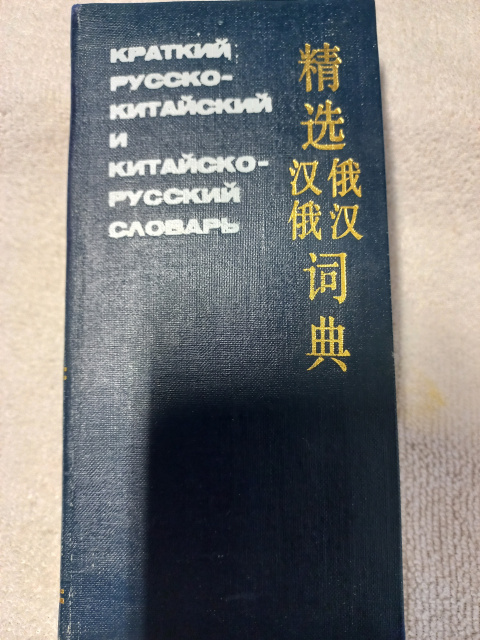 КРАТКИЙ
РУССКО-
КИТАЙСКИЙ
И
КИТАЙСКО-
РУССКИЙ
СЛОВАРЬ
精选
俄汉
汉俄
词典